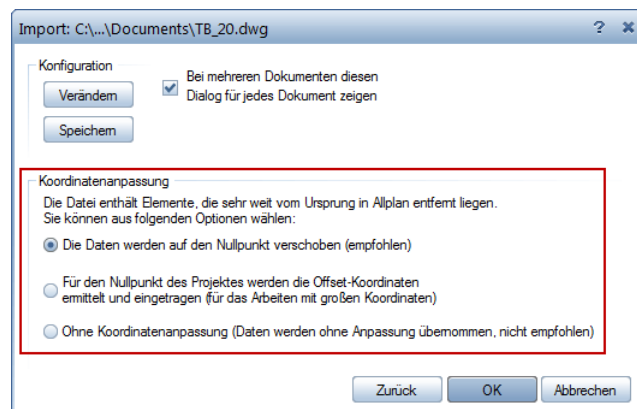 Import: C:\...\Documents\TB_20.dwg
Konfiguration
Verändern
Bei mehreren Dokumenten diesen
Dialog für jedes Dokument zeigen
Speichern
Koordinatenanpassung
Die Datei enthält Elemente, die sehr weit vom Ursprung in Allplan entfernt liegen.
Sie können aus folgenden Optionen wählen:
Die Daten werden auf den Nullpunkt verschoben (empfohlen)
Für den Nullpunkt des Projektes werden die Offset-Koordinaten
ermittelt und eingetragen (für das Arbeiten mit großen Koordinaten)
Ohne Koordinatenanpassung (Daten werden ohne Anpassung übernommen, nicht empfohlen)
Zurück OK Abbrechen